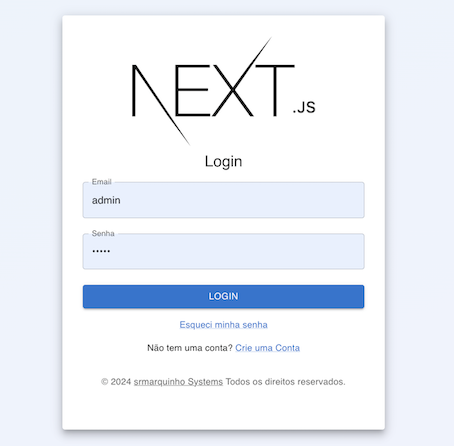 NEXT.JS
Login
Email
admin
Senha
•••••
LOGIN
Esqueci minha senha
Não tem uma conta? Crie uma Conta
© 2024 srmarquinho Systems Todos os direitos reservados.